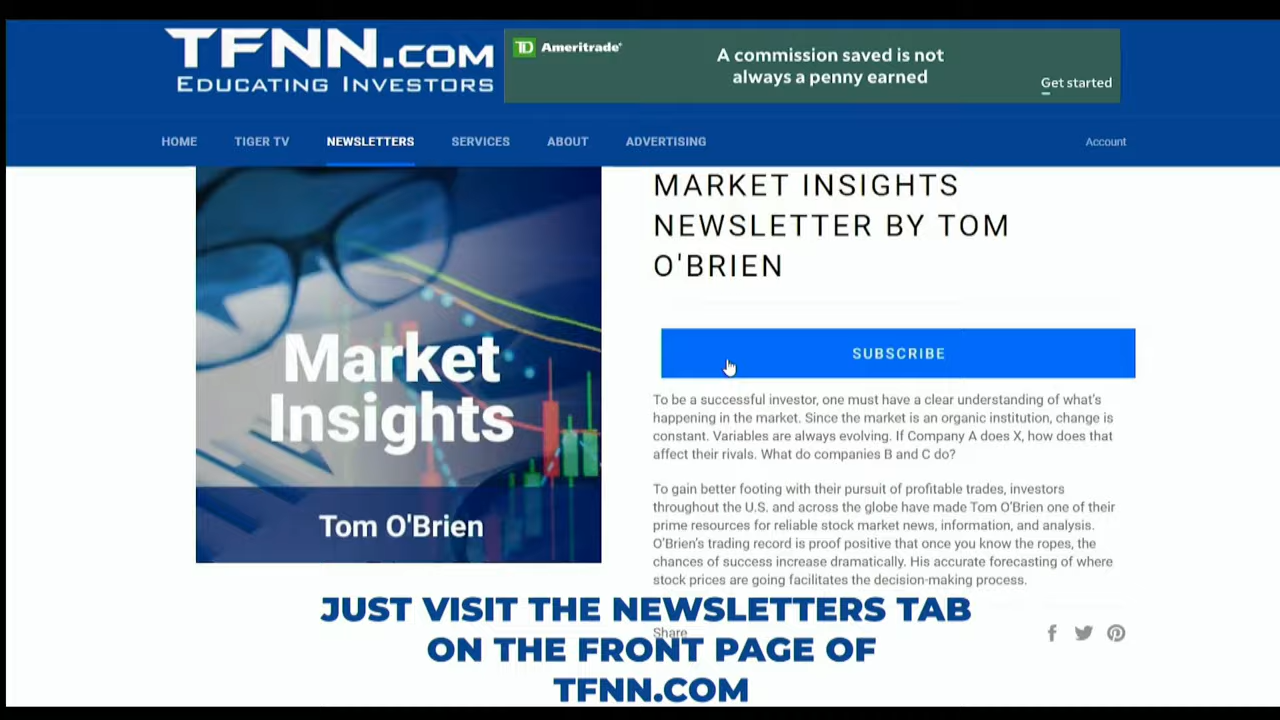 TFNN.COM
EDUCATING INVESTORS
TD Ameritrade
A commission saved is not
always a penny earned
Get started
HOME TIGER TV NEWSLETTERS SERVICES ABOUT ADVERTISING Account
Market
Insights
Tom O'Brien
MARKET INSIGHTS
NEWSLETTER BY TOM
O'BRIEN
SUBSCRIBE
To be a successful investor, one must have a clear understanding of what's
happening in the market. Since the market is an organic institution, change is
constant. Variables are always evolving. If Company A does X, how does that
affect their rivals. What do companies B and C do?
To gain better footing with their pursuit of profitable trades, investors
throughout the U.S. and across the globe have made Tom O'Brien one of their
prime resources for reliable stock market news, information, and analysis.
O'Brien's trading record is proof positive that once you know the ropes, the
chances of success increase dramatically. His accurate forecasting of where
stock prices are going facilitates the decision-making process.
Share
JUST VISIT THE NEWSLETTERS TAB
ON THE FRONT PAGE OF
TFNN.COM